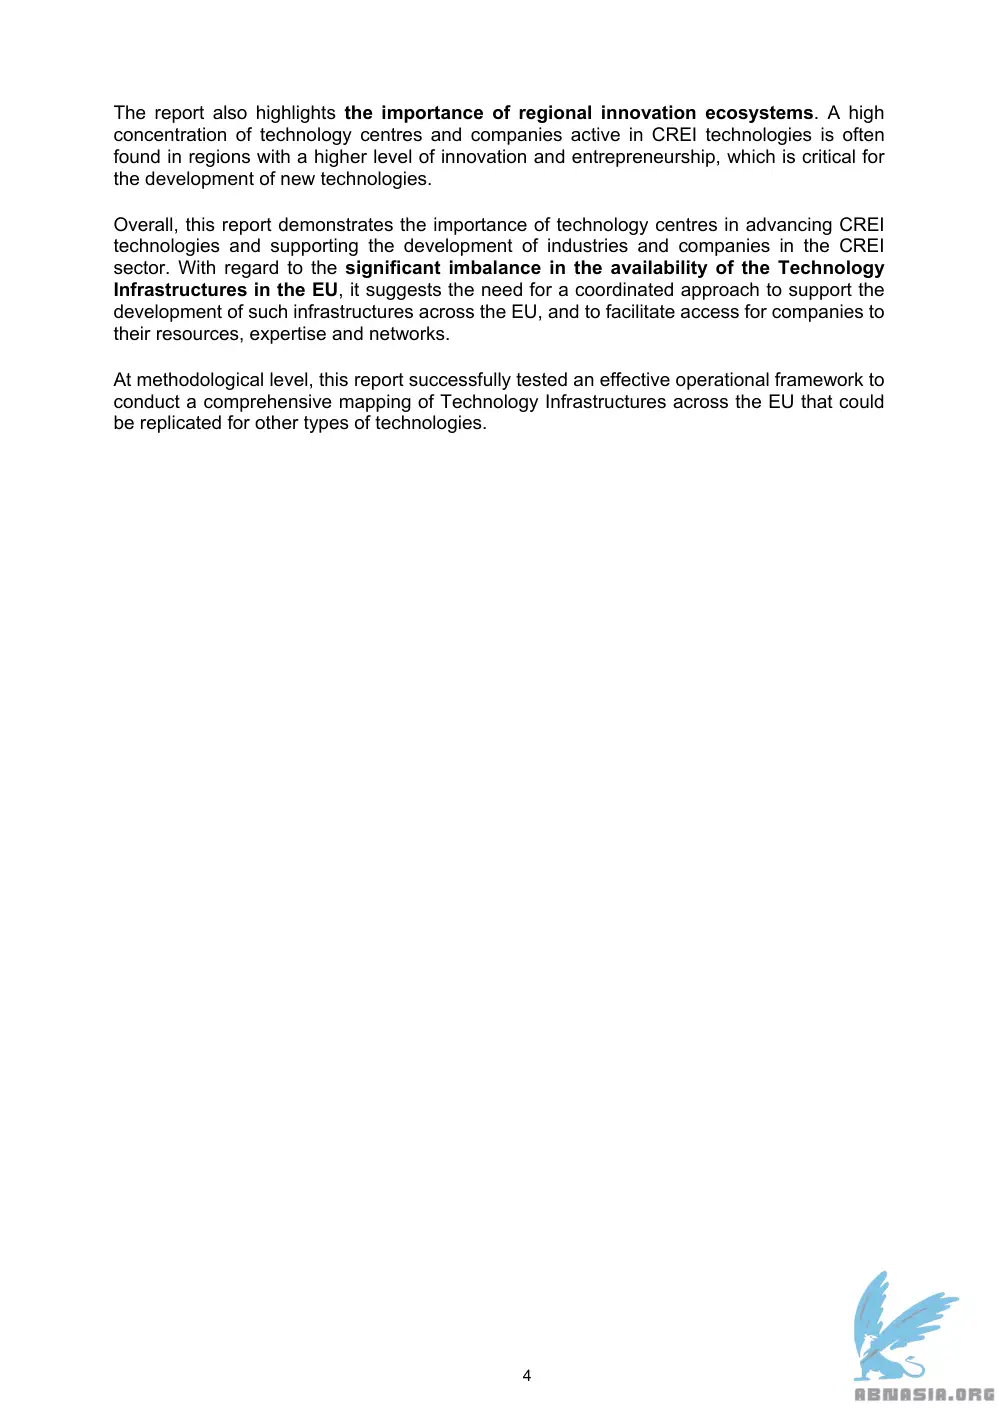 The report also highlights the importance of regional innovation ecosystems. A high
concentration of technology centres and companies active in CREI technologies is often
found in regions with a higher level of innovation and entrepreneurship, which is critical for
the development of new technologies.
Overall, this report demonstrates the importance of technology centres in advancing CREI
technologies and supporting the development of industries and companies in the CREI
sector. With regard to the significant imbalance in the availability of the Technology
Infrastructures in the EU, it suggests the need for a coordinated approach to support the
development of such infrastructures across the EU, and to facilitate access for companies to
their resources, expertise and networks.
At methodological level, this report successfully tested an effective operational framework to
conduct a comprehensive mapping of Technology Infrastructures across the EU that could
be replicated for other types of technologies.
4
ABNASIA.ORG